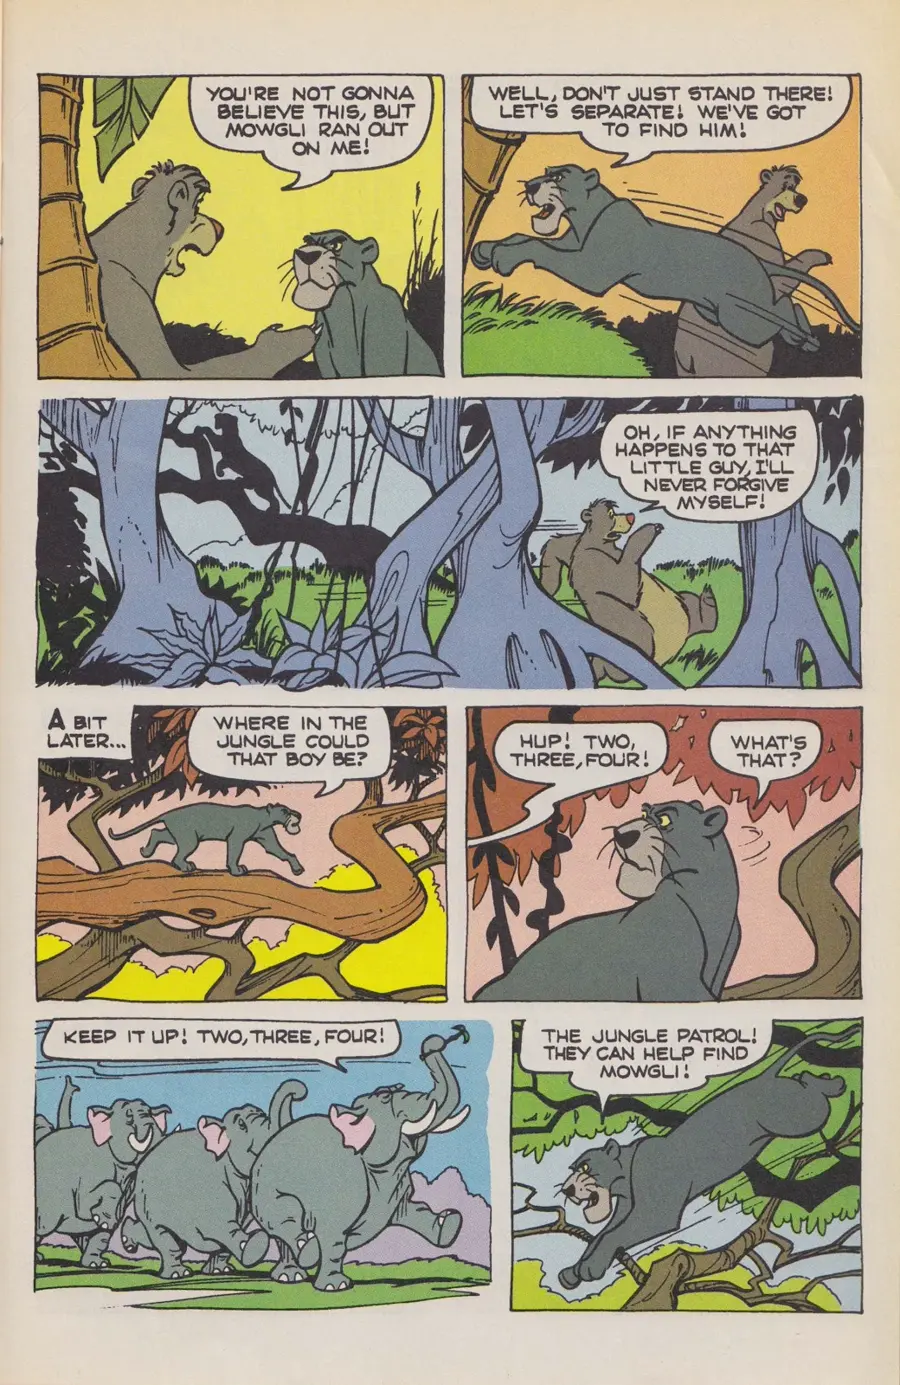 YOU'RE NOT GONNA
BELIEVE THIS, BUT
MOWGLI RAN OUT
ON ME!
WELL, DON'T JUST STAND THERE!
LET'S SEPARATE! WE'VE GOT
TO FIND HIM!
OH, IF ANYTHING
HAPPENS TO THAT
LITTLE GUY, I'LL
NEVER FORGIVE
MYSELF!
A BIT
LATER...
WHERE IN THE
JUNGLE COULD
THAT BOY BE?
HUP! TWO,
THREE, FOUR!
WHAT'S
THAT?
KEEP IT UP! TWO, THREE, FOUR!
THE JUNGLE PATROL!
THEY CAN HELP FIND
MOWGLI!